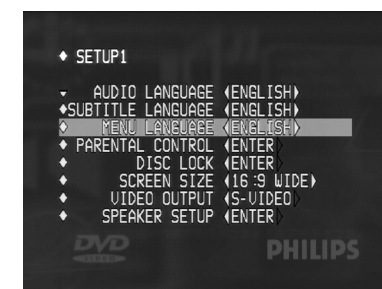 SETUP1
AUDIO LANGUAGE (ENGLISH)
SUBTITLE LANGUAGE (ENGLISH)
MENU LANGUAGE (ENGLISH)
PARENTAL CONTROL (ENTER)
DISC LOCK (ENTER)
SCREEN SIZE (16:9 WIDE)
VIDEO OUTPUT (S-VIDEO)
SPEAKER SETUP (ENTER)
DVD
VIDEO
PHILIPS